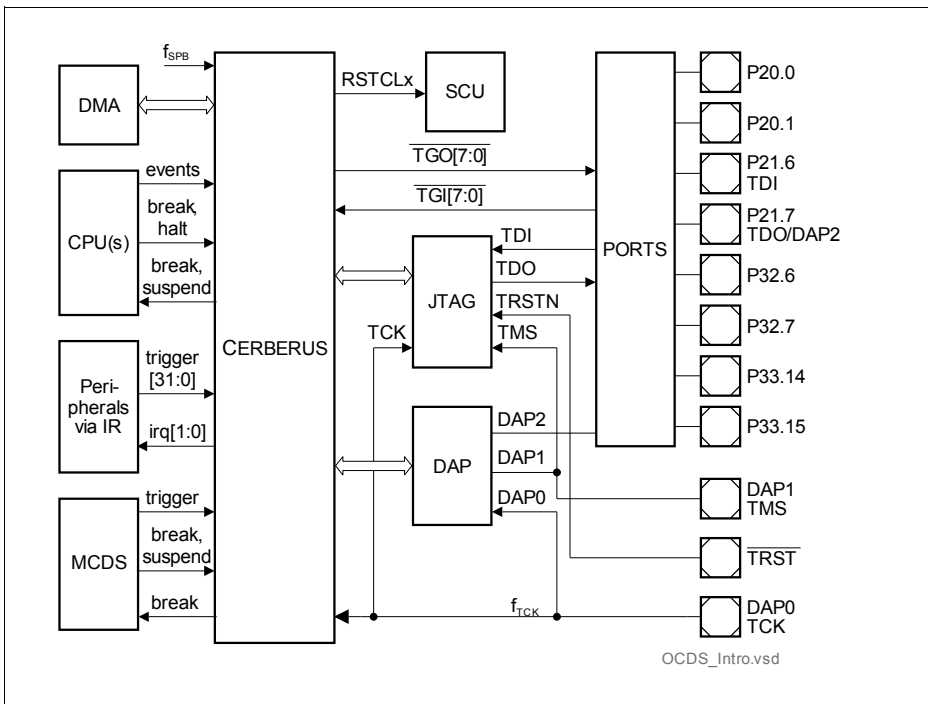 f_SPB
DMA
RSTCLx
SCU
P20.0
P20.1
TGO[7:0]
P21.6
TDI
events
TGI[7:0]
break,
halt
CPU(s)
P21.7
TDO/DAP2
TDI
PORTS
TDO
break,
suspend
P32.6
JTAG
TRSTN
TCK
TMS
P32.7
CERBERUS
trigger
[31:0]
Peri-
pherals
via IR
P33.14
irq[1:0]
DAP2
P33.15
DAP
DAP1
DAP0
trigger
DAP1
TMS
MCDS
break,
suspend
TRST
break
f_TCK
DAP0
TCK
OCDS_Intro.vsd